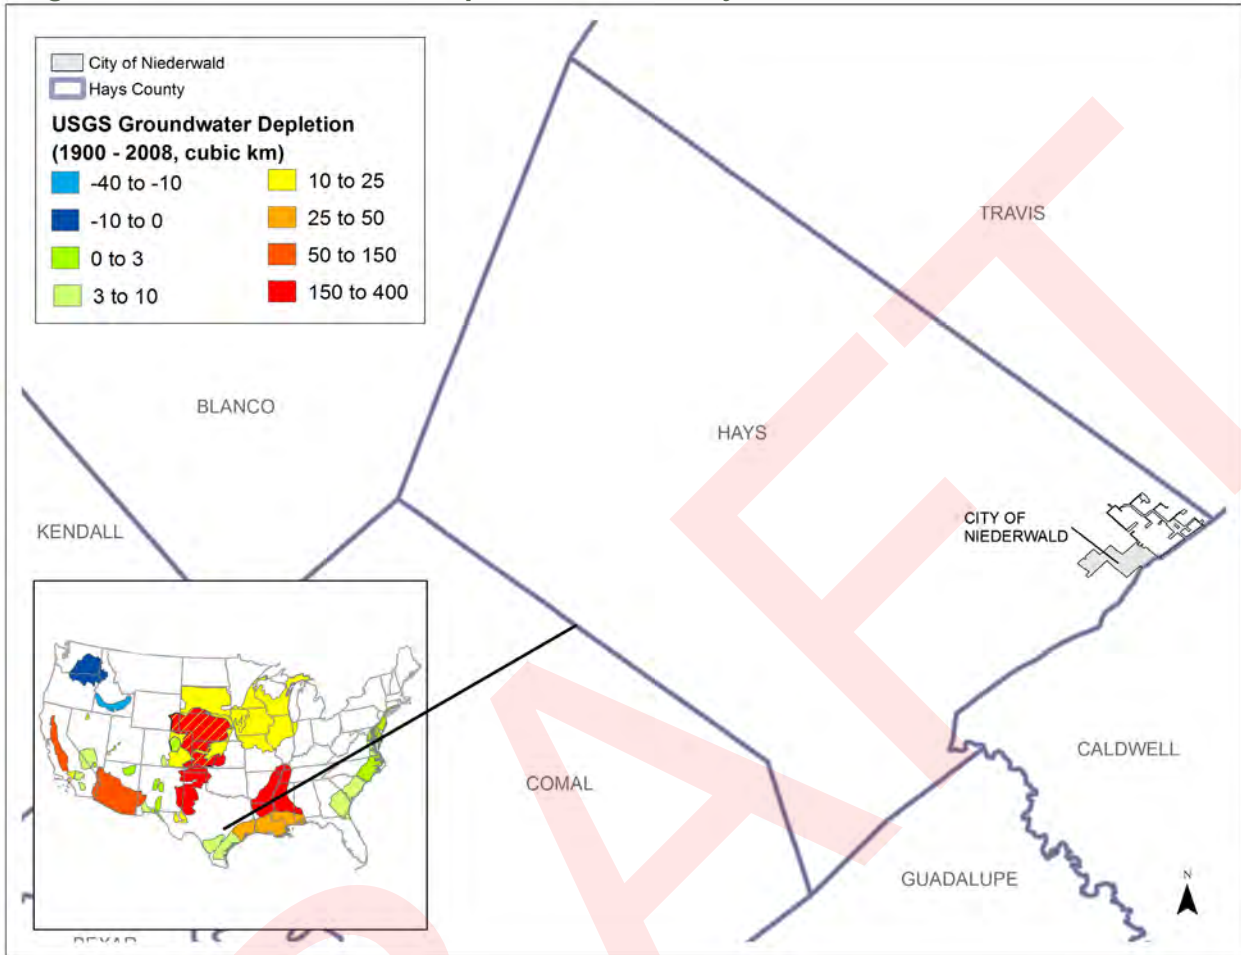 City of Niederwald
Hays County
USGS Groundwater Depletion
(1900 - 2008, cubic km)
-40 to -10
10 to 25
-10 to 0
25 to 50
0 to 3
50 to 150
3 to 10
150 to 400
TRAVIS
BLANCO
HAYS
KENDALL
CITY OF
NIEDERWALD
CALDWELL
COMAL
GUADALUPE
N
DRAFT